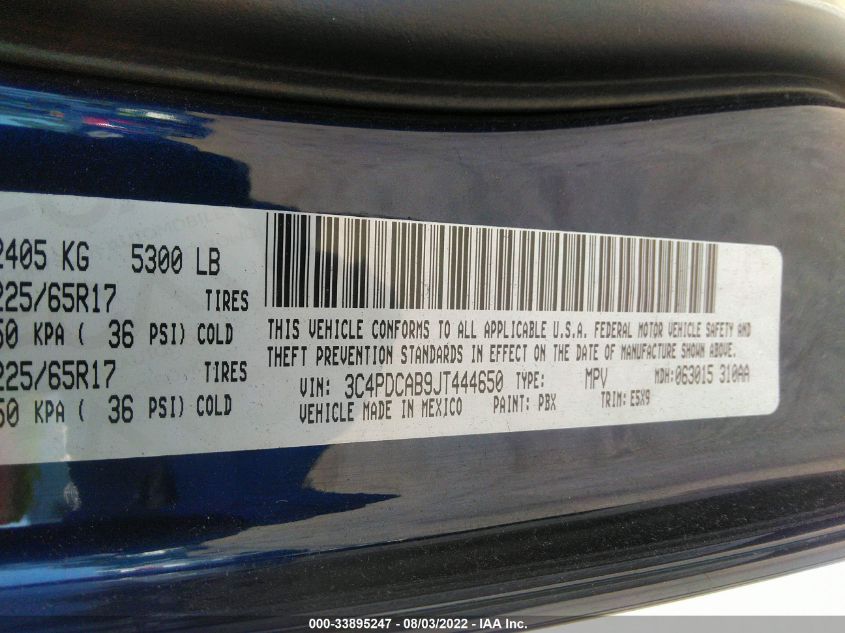 2405 KG 5300 LB
225/65R17 TIRES
50 KPA ( 36 PSI) COLD
225/65R17 TIRES
50 KPA ( 36 PSI) COLD
THIS VEHICLE CONFORMS TO ALL APPLICABLE U.S.A. FEDERAL MOTOR VEHICLE SAFETY AND
THEFT PREVENTION STANDARDS IN EFFECT ON THE DATE OF MANUFACTURE SHOWN ABOVE.
VIN: 3C4PDCAB9JT444650 TYPE: MPV MDH:063015 310AA
VEHICLE MADE IN MEXICO PAINT: PBX TRIM: E5X9
000-33895247 - 08/03/2022 - IAA Inc.